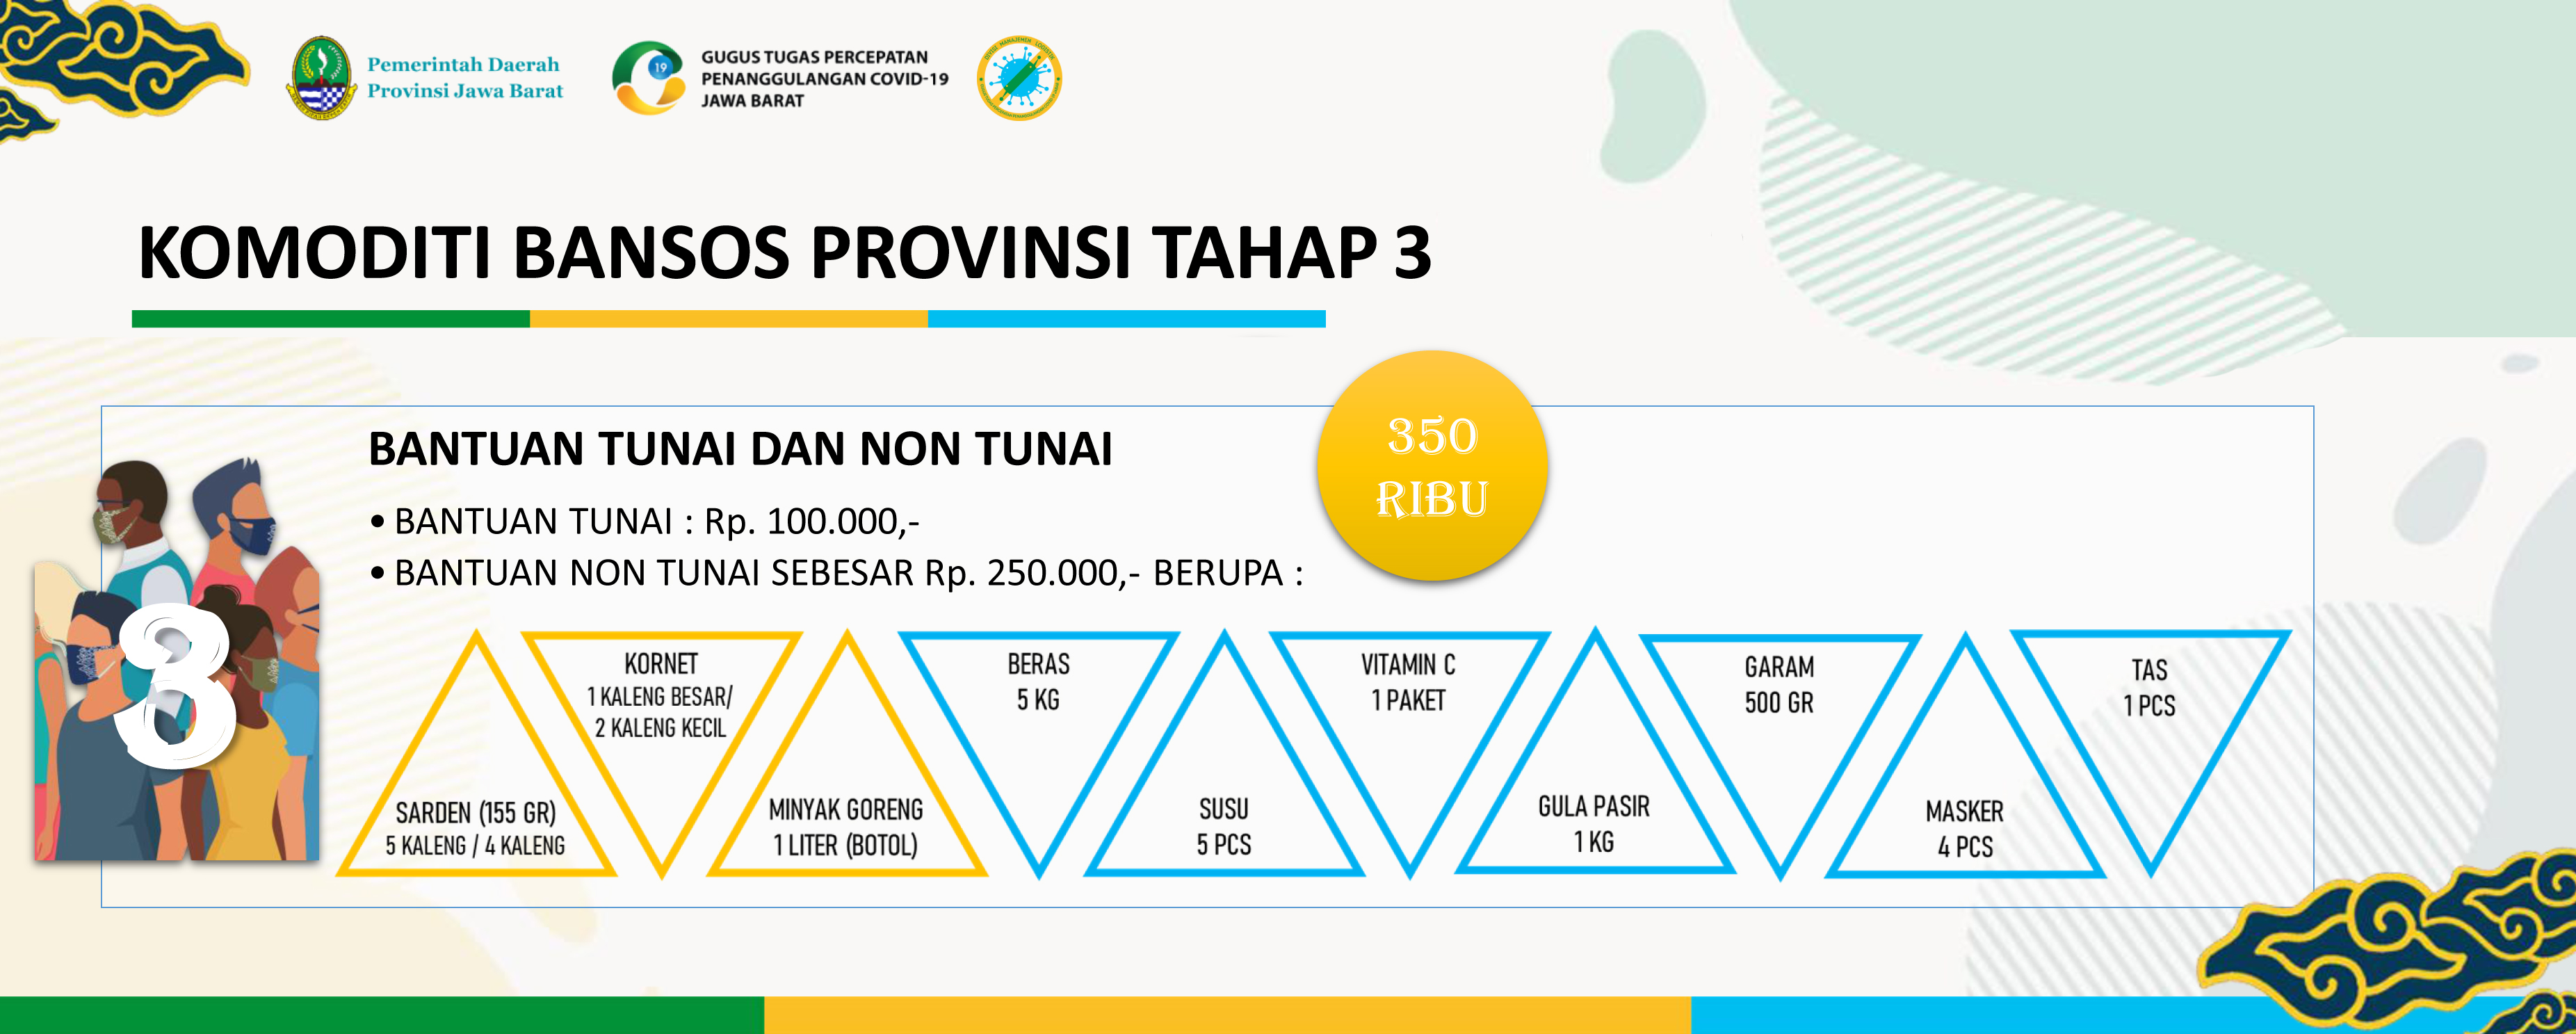 Pemerintah Daerah
Provinsi Jawa Barat
19
GUGUS TUGAS PERCEPATAN
PENANGGULANGAN COVID-19
JAWA BARAT
KOMODITI BANSOS PROVINSI TAHAP 3
350
RIBU
BANTUAN TUNAI DAN NON TUNAI
• BANTUAN TUNAI : Rp. 100.000,-
• BANTUAN NON TUNAI SEBESAR Rp. 250.000,- BERUPA :
3
SARDEN (155 GR)
5 KALENG / 4 KALENG
KORNET
1 KALENG BESAR/
2 KALENG KECIL
MINYAK GORENG
1 LITER (BOTOL)
BERAS
5 KG
SUSU
5 PCS
VITAMIN C
1 PAKET
GULA PASIR
1 KG
GARAM
500 GR
MASKER
4 PCS
TAS
1 PCS